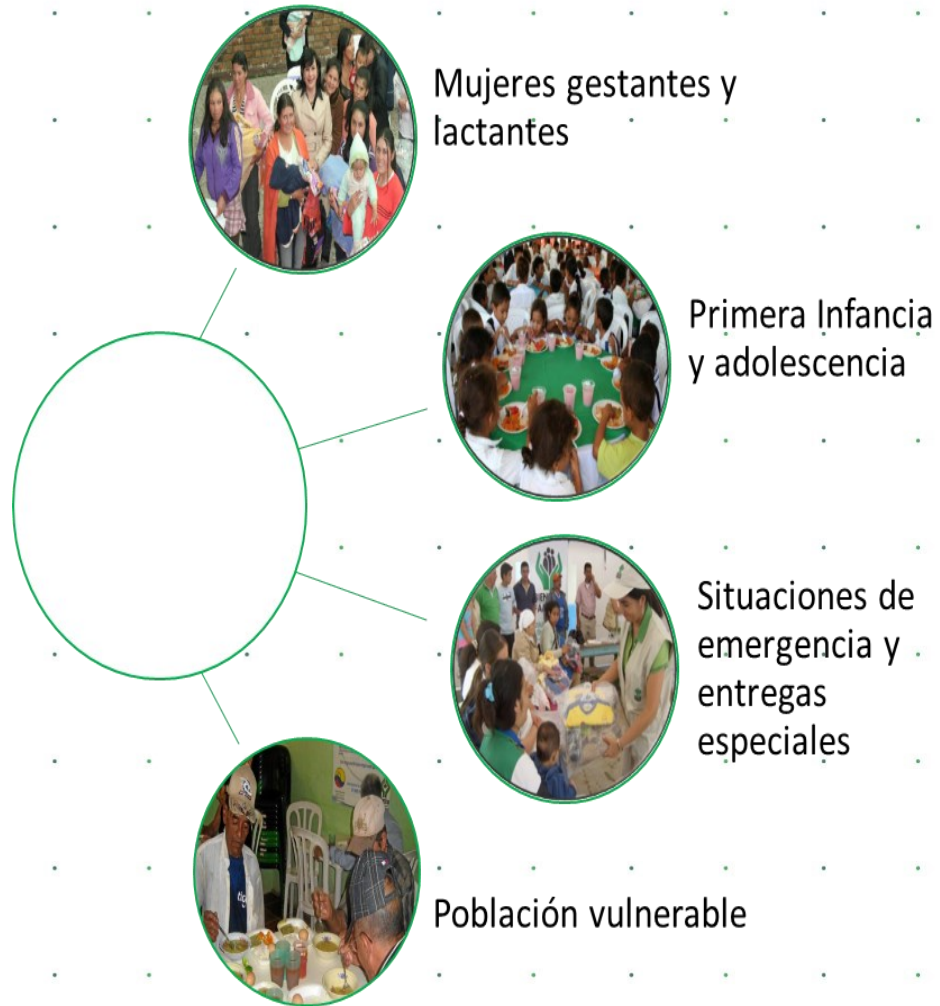 Mujeres gestantes y
lactantes
Primera Infancia
y adolescencia
Situaciones de
emergencia y
entregas
especiales
Población vulnerable